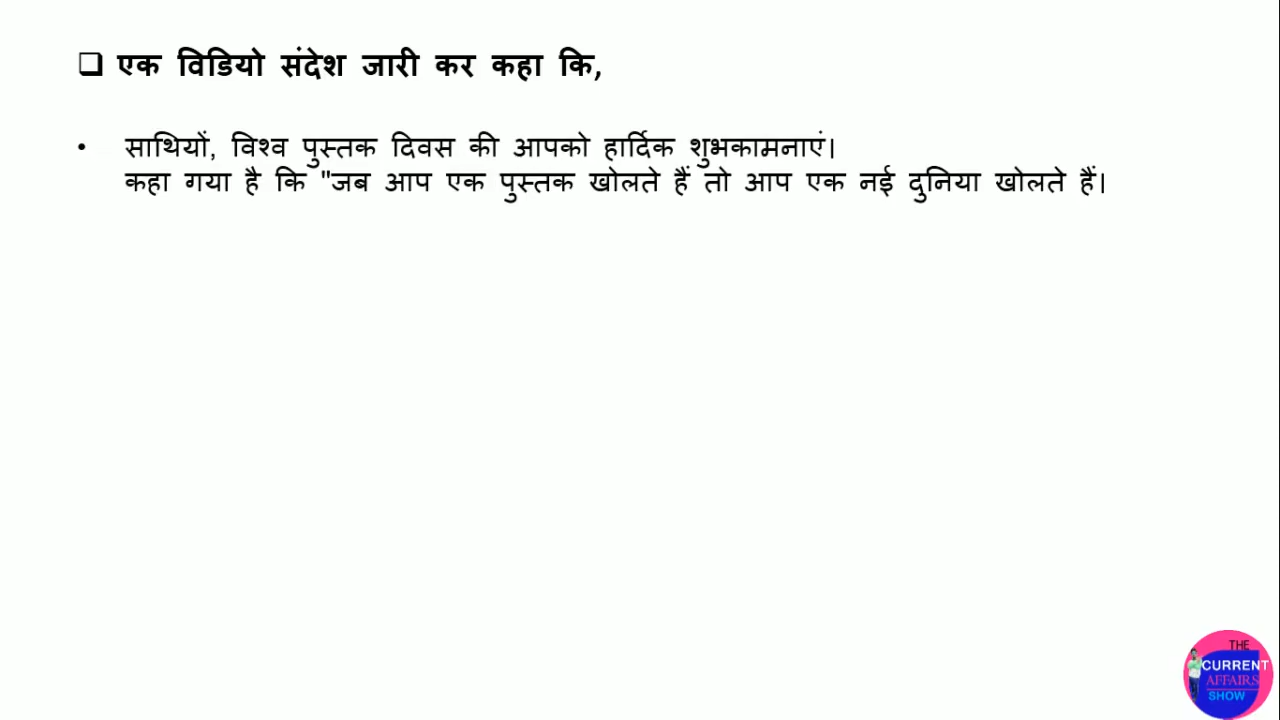 ❑ एक विडियो संदेश जारी कर कहा कि,
• साथियों, विश्व पुस्तक दिवस की आपको हार्दिक शुभकामनाएं।
कहा गया है कि "जब आप एक पुस्तक खोलते हैं तो आप एक नई दुनिया खोलते हैं।
THE
CURRENT
AFFAIRS
SHOW